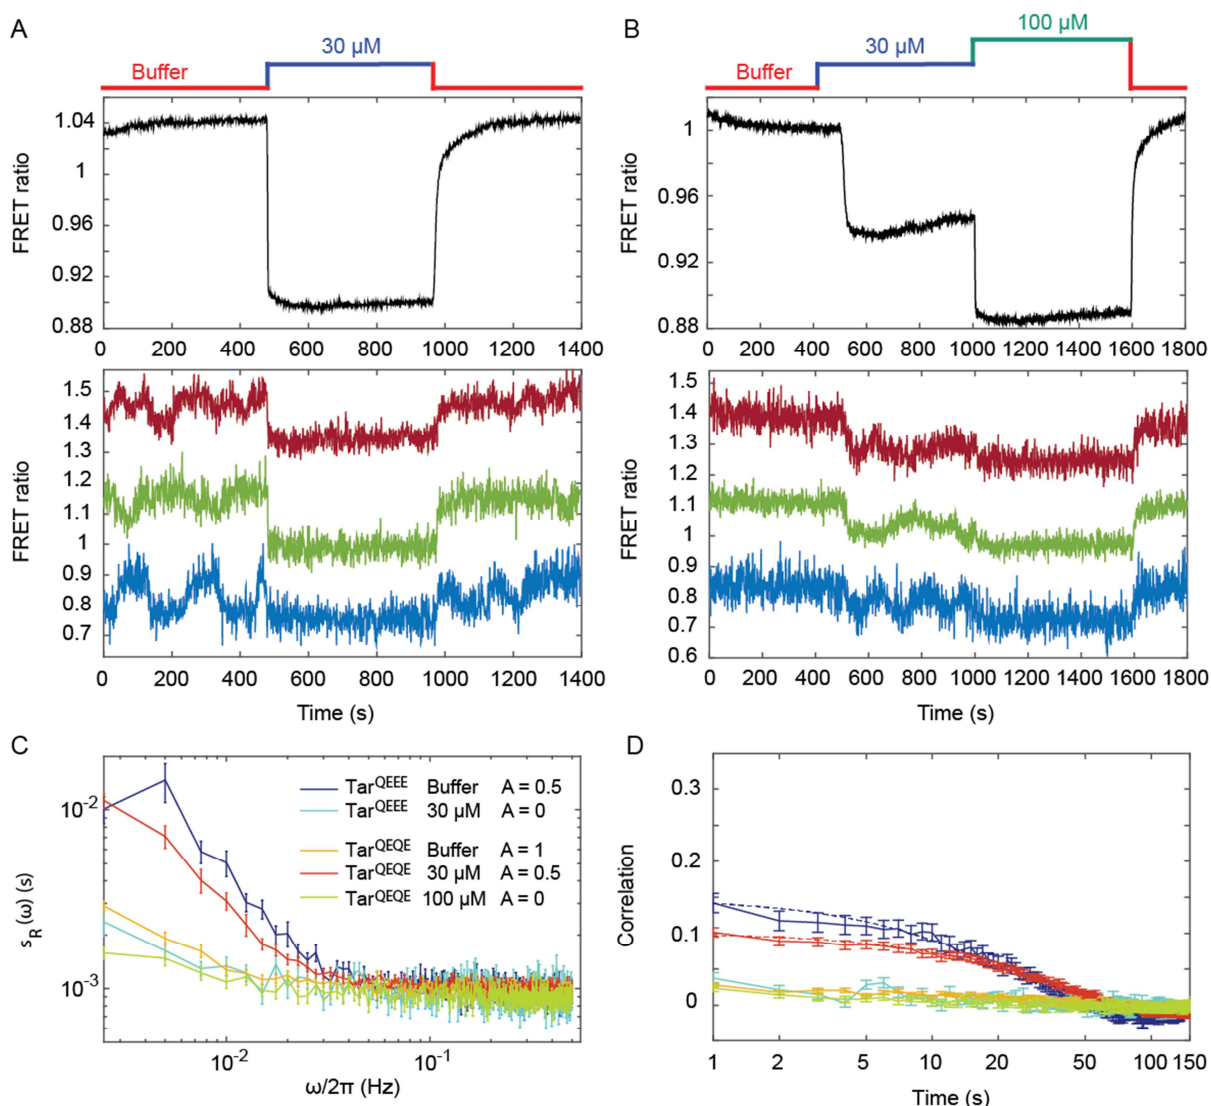 A
30 µM
Buffer
FRET ratio
1.04
1
0.96
0.92
0.88
0 200 400 600 800 1000 1200 1400
FRET ratio
1.5
1.4
1.3
1.2
1.1
1
0.9
0.8
0.7
0 200 400 600 800 1000 1200 1400
Time (s)
B
100 µM
30 µM
Buffer
FRET ratio
1
0.96
0.92
0.88
0 200 400 600 800 1000 1200 1400 1600 1800
FRET ratio
1.5
1.4
1.3
1.2
1.1
1
0.9
0.8
0.7
0.6
0 200 400 600 800 1000 1200 1400 1600 1800
Time (s)
C
s_R(ω) (s)
10^-2
10^-3
Tar^QEEE Buffer A = 0.5
Tar^QEEE 30 µM A = 0
Tar^QEQE Buffer A = 1
Tar^QEQE 30 µM A = 0.5
Tar^QEQE 100 µM A = 0
10^-2 10^-1
ω/2π (Hz)
D
Correlation
0.3
0.2
0.1
0
1 2 5 10 20 50 100 150
Time (s)